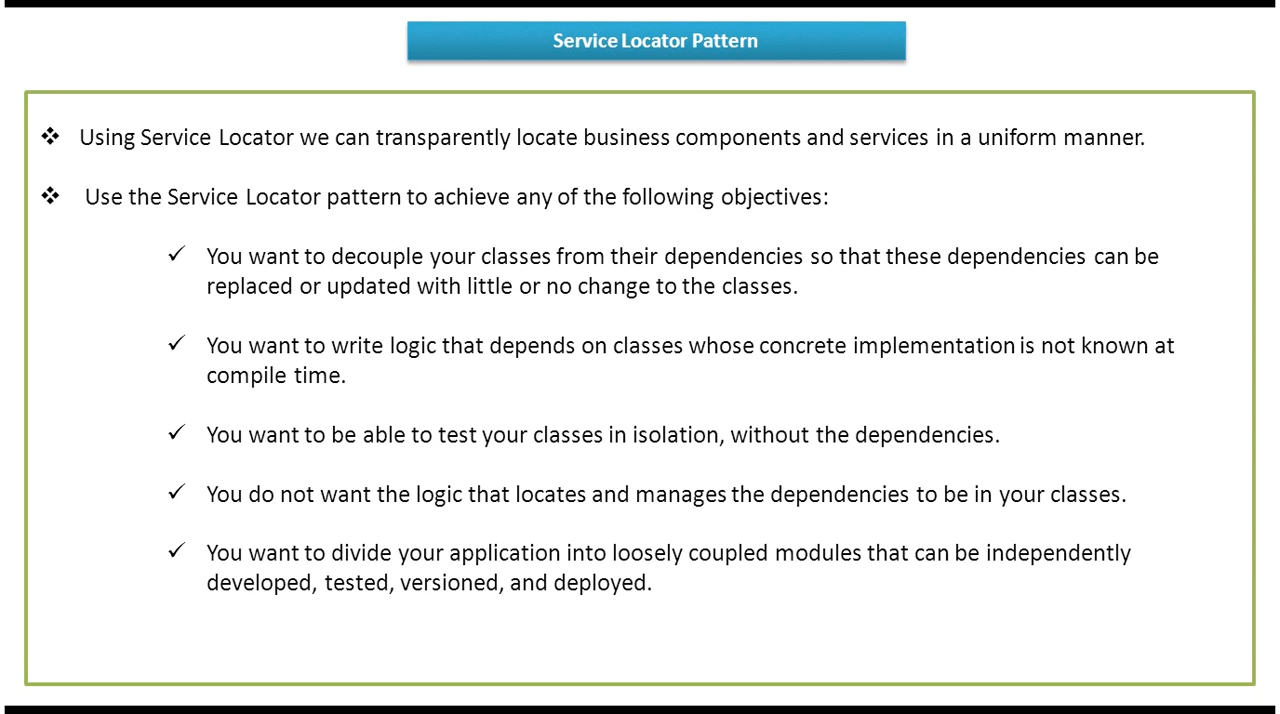 Service Locator Pattern
❖ Using Service Locator we can transparently locate business components and services in a uniform manner.
❖ Use the Service Locator pattern to achieve any of the following objectives:
✓ You want to decouple your classes from their dependencies so that these dependencies can be
replaced or updated with little or no change to the classes.
✓ You want to write logic that depends on classes whose concrete implementation is not known at
compile time.
✓ You want to be able to test your classes in isolation, without the dependencies.
✓ You do not want the logic that locates and manages the dependencies to be in your classes.
✓ You want to divide your application into loosely coupled modules that can be independently
developed, tested, versioned, and deployed.